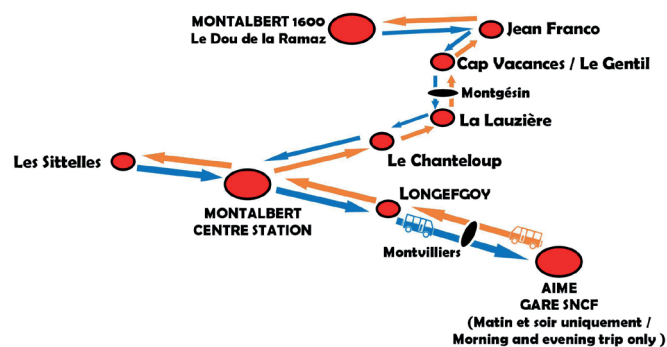 MONTALBERT 1600
Le Dou de la Ramaz
Jean Franco
Cap Vacances / Le Gentil
Montgésin
La Lauzière
Le Chanteloup
Les Sittelles
MONTALBERT
CENTRE STATION
LONGEFGOY
Montvilliers
AIME
GARE SNCF
(Matin et soir uniquement /
Morning and evening trip only )